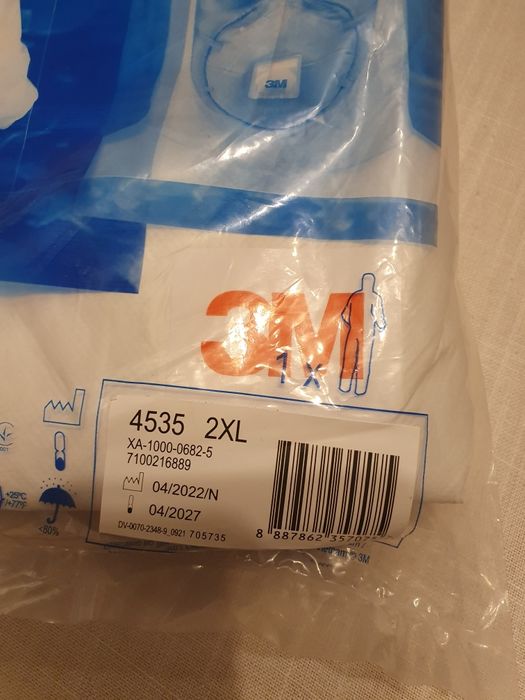 3M
3M
1 x
4535 2XL
XA-1000-0682-5
7100216889
04/2022/N
04/2027
DV-0070-2348-9_0921 705735
+25°C
+77°F
<80%
3M